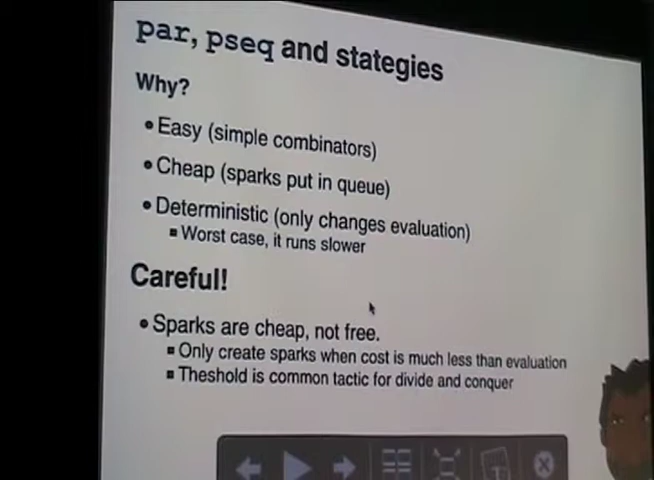 par, pseq and stategies
Why?
Easy (simple combinators)
Cheap (sparks put in queue)
Deterministic (only changes evaluation)
Worst case, it runs slower
Careful!
Sparks are cheap, not free.
Only create sparks when cost is much less than evaluation
Theshold is common tactic for divide and conquer